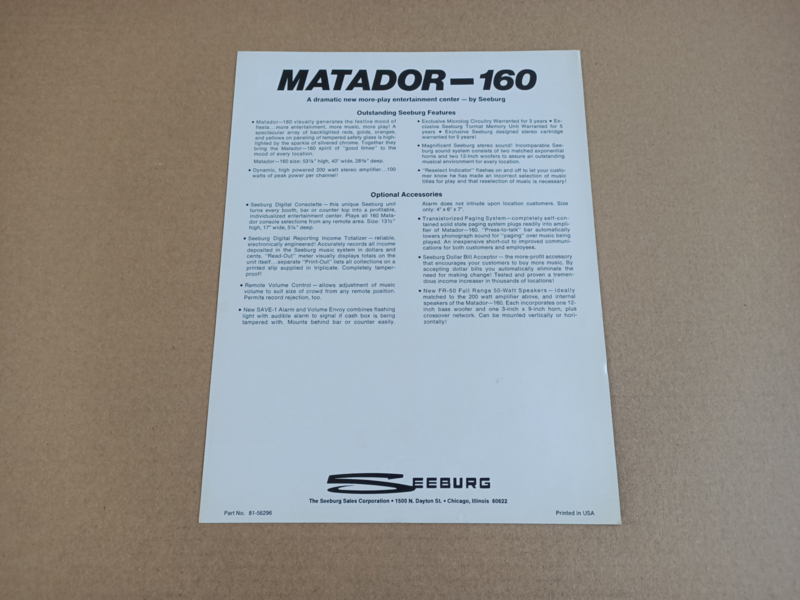 MATADOR—160
A dramatic new more-play entertainment center — by Seeburg
Outstanding Seeburg Features
• Matador—160 visually generates the festive mood of
fiesta... more entertainment, more music, more play! A
spectacular array of backlighted reds, golds, oranges,
and yellows on paneling of tempered safety glass is high-
lighted by the sparkle of silvered chrome. Together they
bring the Matador—160 spirit of "good times" to the
mood of every location.
Matador—160 size: 53⅛" high, 40" wide, 26⅝" deep.
• Dynamic, high powered 200 watt stereo amplifier...100
watts of peak power per channel!
• Exclusive Microlog Circuitry Warranted for 5 years • Ex-
clusive Seeburg Tormat Memory Unit Warranted for 5
years • Exclusive Seeburg designed stereo cartridge
warranted for 5 years!
• Magnificent Seeburg stereo sound! Incomparable See-
burg sound system consists of two matched exponential
horns and two 12-inch woofers to assure an outstanding
musical environment for every location.
• "Reselect Indicator" flashes on and off to let your custo-
mer know he has made an incorrect selection of music
titles for play and that reselection of music is necessary!
Optional Accessories
• Seeburg Digital Consolette — this unique Seeburg unit
turns every booth, bar or counter top into a profitable,
individualized entertainment center. Plays all 160 Mata-
dor console selections from any remote area. Size: 13½"
high, 17" wide, 5¾" deep.
• Seeburg Digital Reporting Income Totalizer — reliable,
electronically engineered! Accurately records all income
deposited in the Seeburg music system in dollars and
cents. "Read-Out" meter visually displays totals on the
unit itself... separate "Print-Out" lists all collections on a
printed slip supplied in triplicate. Completely tamper-
proof!
• Remote Volume Control — allows adjustment of music
volume to suit size of crowd from any remote position.
Permits record rejection, too.
• New SAVE-1 Alarm and Volume Envoy combines flashing
light with audible alarm to signal if cash box is being
tampered with. Mounts behind bar or counter easily.
Alarm does not intrude upon location customers. Size
only: 4" x 6" x 7".
• Transistorized Paging System — completely self-con-
tained solid state paging system plugs readily into ampli-
fier of Matador—160. "Press-to-talk" bar automatically
lowers phonograph sound for "paging" over music being
played. An inexpensive short-cut to improved communi-
cations for both customers and employees.
• Seeburg Dollar Bill Acceptor — the more-profit accessory
that encourages your customers to buy more music. By
accepting dollar bills you automatically eliminate the
need for making change! Tested and proven a tremen-
dous income increaser in thousands of locations!
• New FR-50 Full Range 50-Watt Speakers — ideally
matched to the 200 watt amplifier above, and internal
speakers of the Matador—160. Each incorporates one 12-
inch bass woofer and one 3-inch x 9-inch horn, plus
crossover network. Can be mounted vertically or hori-
zontally!
SEEBURG
The Seeburg Sales Corporation • 1500 N. Dayton St. • Chicago, Illinois 60622
Part No. 81-56296
Printed in USA